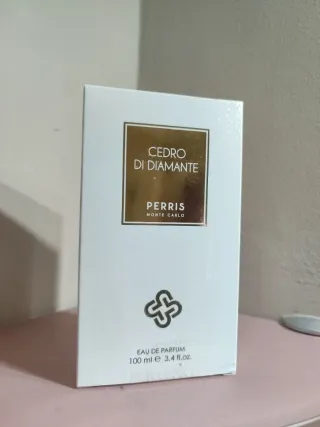 CEDRO
DI DIAMANTE
PERRIS
MONTE CARLO
EAU DE PARFUM
100 ml ℮ 3.4 fl.oz.